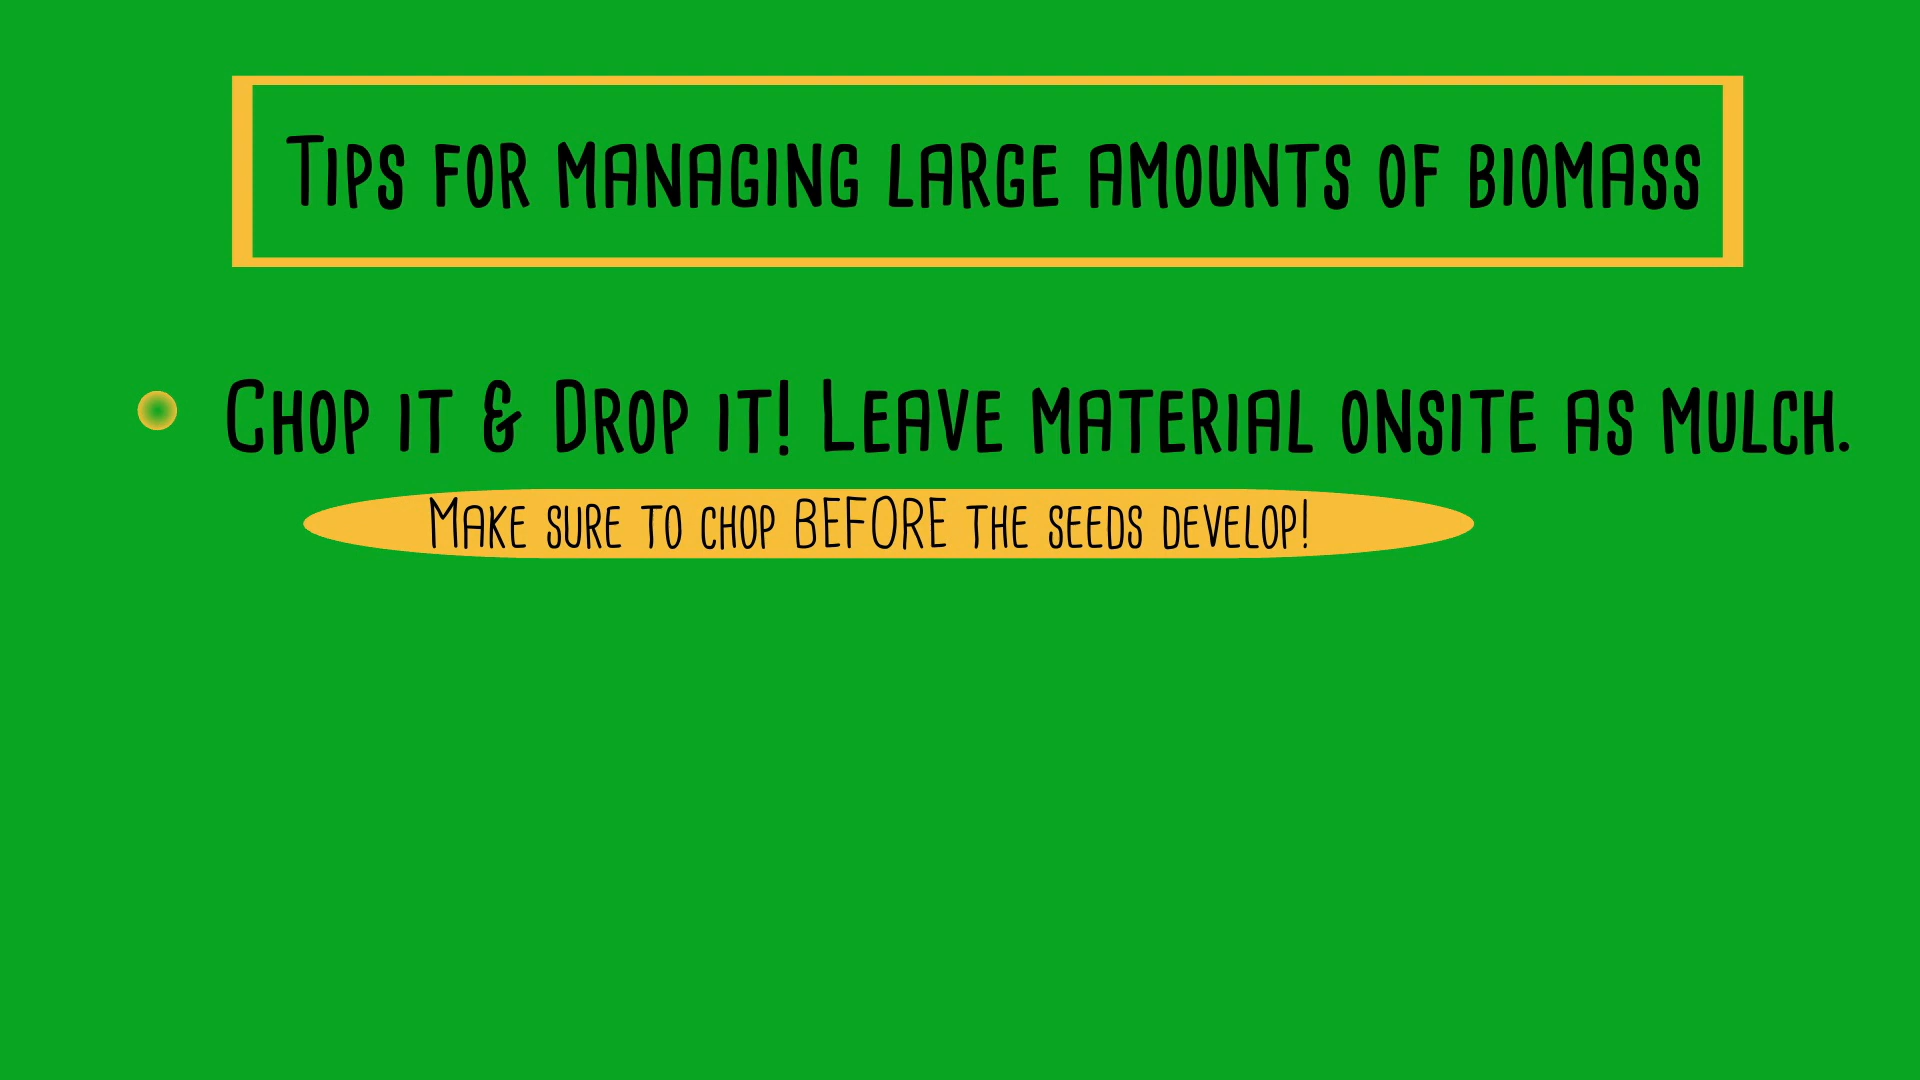 Tips for managing large amounts of biomass
Chop it & Drop it! Leave material onsite as mulch.
Make sure to chop BEFORE the seeds develop!